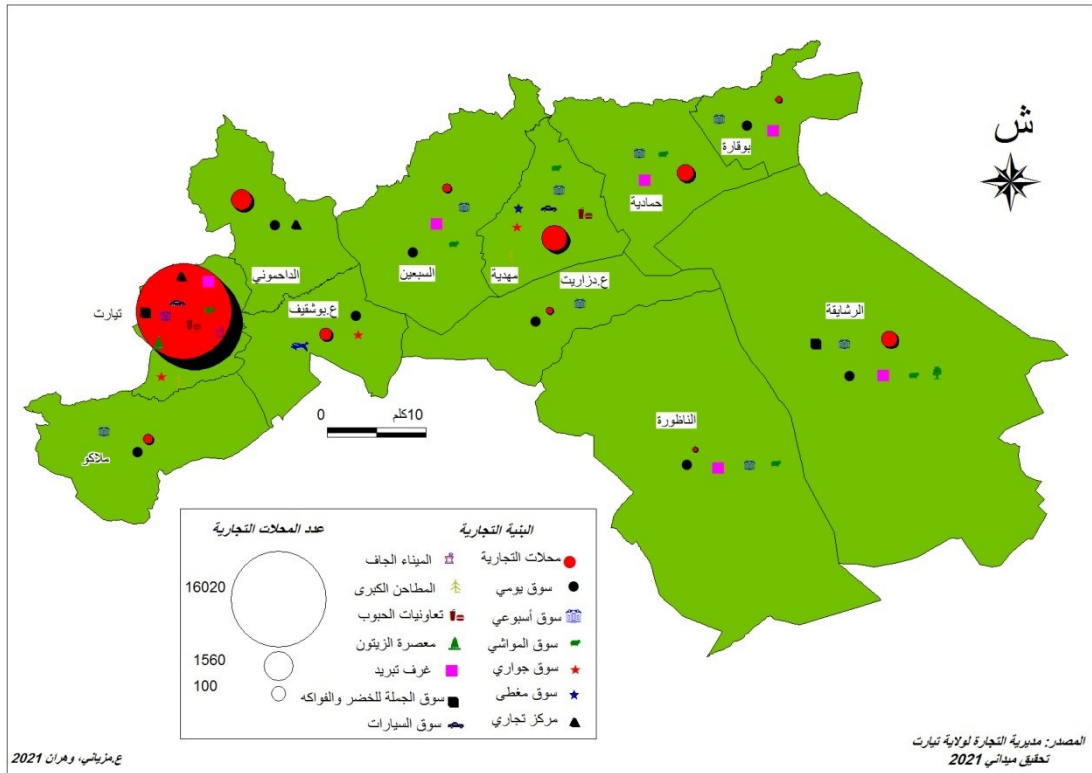 ش
بوقارة
حمادية
مهدية
السبعين
الداحموني
ع.دزاريت
ع.بوشقيف
تيارت
الرشايقة
الناظورة
ملاكو
0 10كلم
البنية التجارية
محلات التجارية
سوق يومي
سوق أسبوعي
سوق المواشي
سوق جواري
سوق مغطى
مركز تجاري
الميناء الجاف
المطاحن الكبرى
تعاونيات الحبوب
معصرة الزيتون
غرف تبريد
سوق الجملة للخضر والفواكه
سوق السيارات
عدد المحلات التجارية
16020
1560
100
المصدر: مديرية التجارة لولاية تيارت
تحقيق ميداني 2021
ع.مزياني، وهران 2021